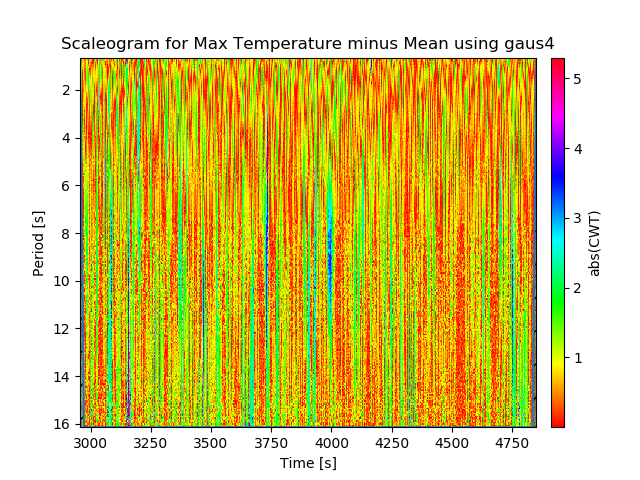 Scaleogram for Max Temperature minus Mean using gaus4
2
4
6
8
10
12
14
16
Period [s]
3000 3250 3500 3750 4000 4250 4500 4750
Time [s]
5
4
3
2
1
abs(CWT)